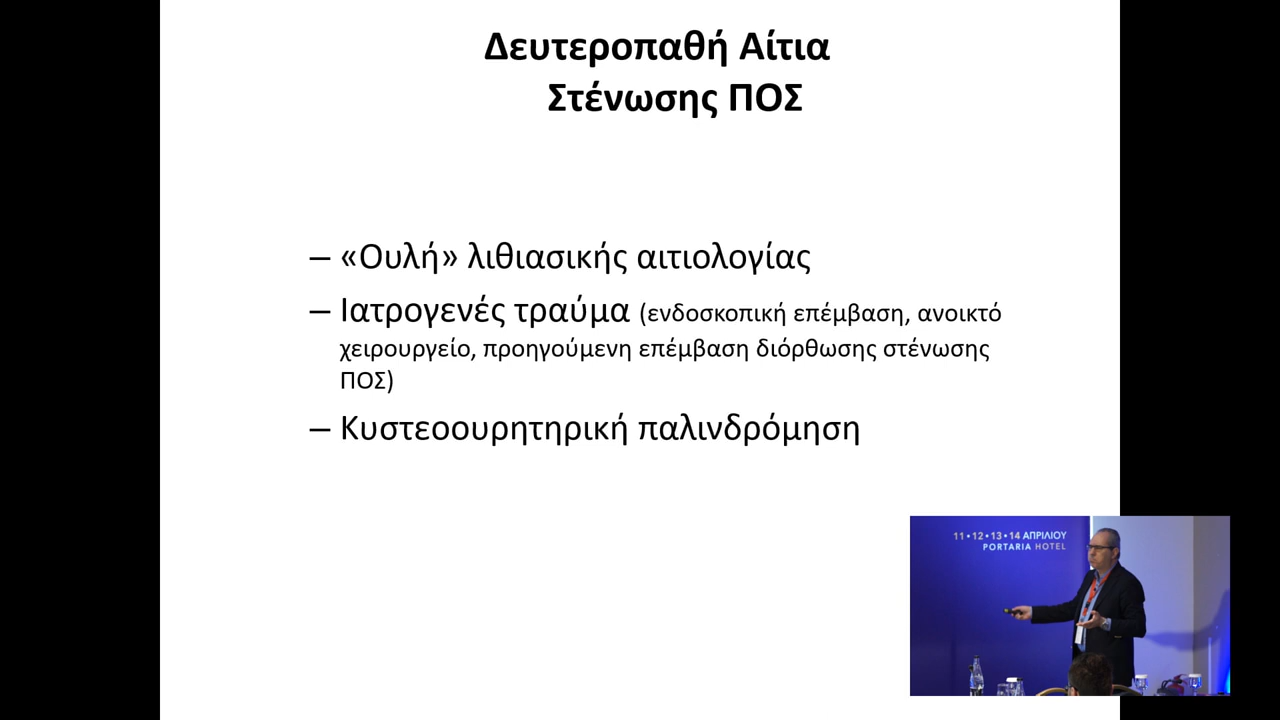 Δευτεροπαθή Αίτια
Στένωσης ΠΟΣ
– «Ουλή» λιθιασικής αιτιολογίας
– Ιατρογενές τραύμα (ενδοσκοπική επέμβαση, ανοικτό
χειρουργείο, προηγούμενη επέμβαση διόρθωσης στένωσης
ΠΟΣ)
– Κυστεοουρητηρική παλινδρόμηση
11•12•13•14 ΑΠΡΙΛΙΟΥ
PORTARIA HOTEL